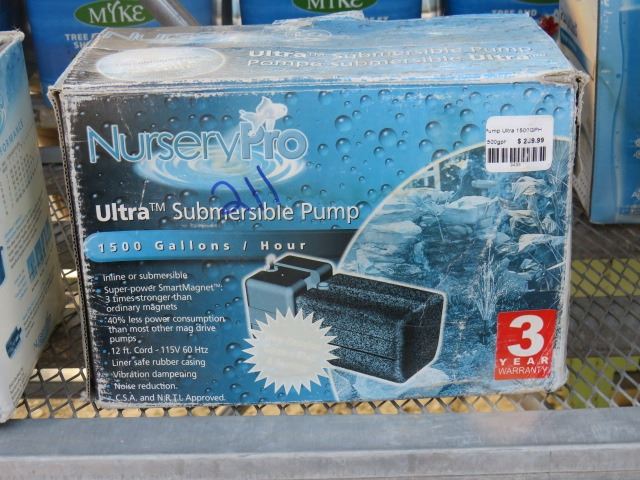 MYKE
TREE
MYKE
TREE AND
Ultra™ Submersible Pump
Pompe submersible Ultra™
NurseryPro
Pump Ultra 1500GPH
211
Ultra™ Submersible Pump
1500 Gallons / Hour
• Inline or submersible
• Super-power SmartMagnet™:
3 times stronger than
ordinary magnets
• 40% less power consumption
than most other mag drive
pumps
• 12 ft. Cord - 115V 60 Htz
• Liner safe rubber casing
• Vibration dampening
• Noise reduction.
• C.S.A. and N.R.T.L Approved.
3
YEAR
WARRANTY